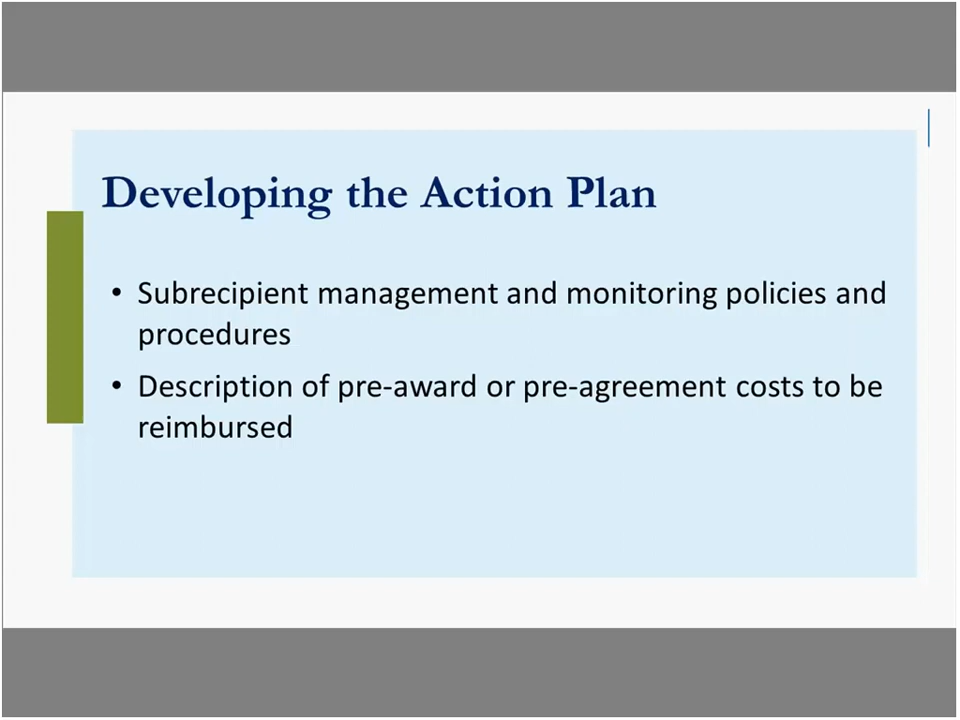 Developing the Action Plan
• Subrecipient management and monitoring policies and
procedures
• Description of pre-award or pre-agreement costs to be
reimbursed